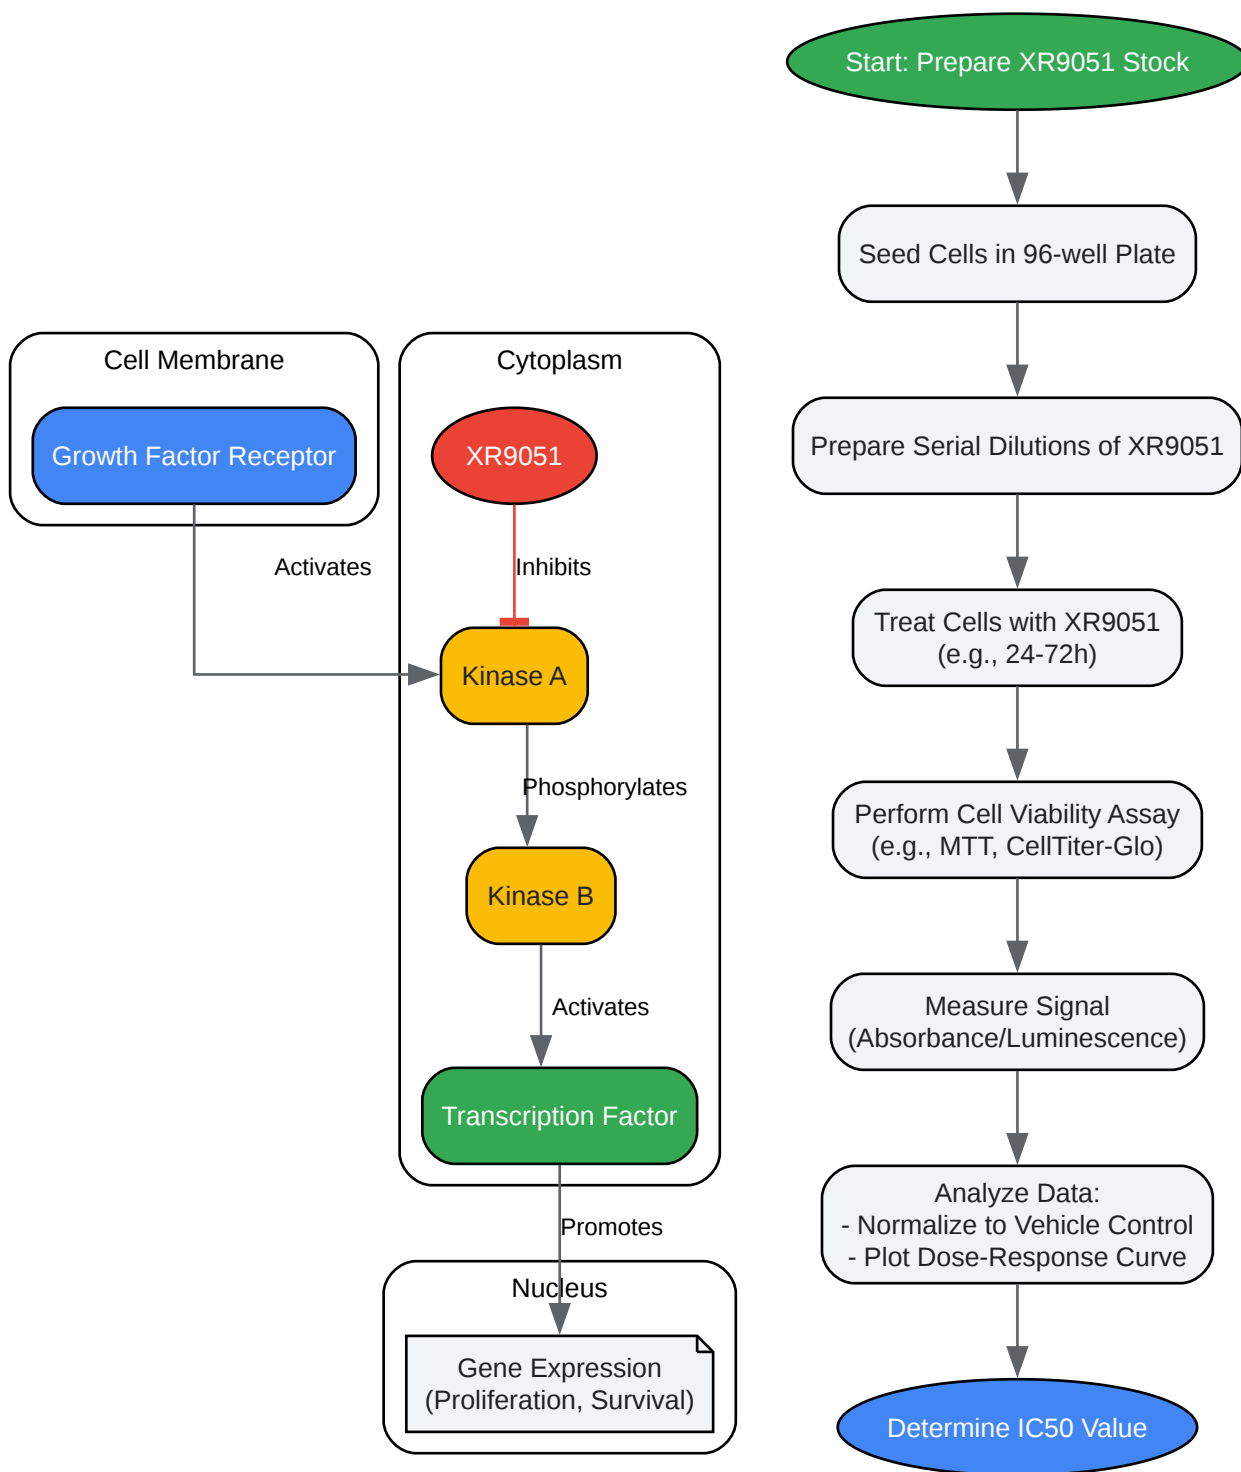 Cell Membrane
Growth Factor Receptor
Activates
Cytoplasm
XR9051
Inhibits
Kinase A
Phosphorylates
Kinase B
Activates
Transcription Factor
Promotes
Nucleus
Gene Expression
(Proliferation, Survival)
Start: Prepare XR9051 Stock
Seed Cells in 96-well Plate
Prepare Serial Dilutions of XR9051
Treat Cells with XR9051
(e.g., 24-72h)
Perform Cell Viability Assay
(e.g., MTT, CellTiter-Glo)
Measure Signal
(Absorbance/Luminescence)
Analyze Data:
- Normalize to Vehicle Control
- Plot Dose-Response Curve
Determine IC50 Value